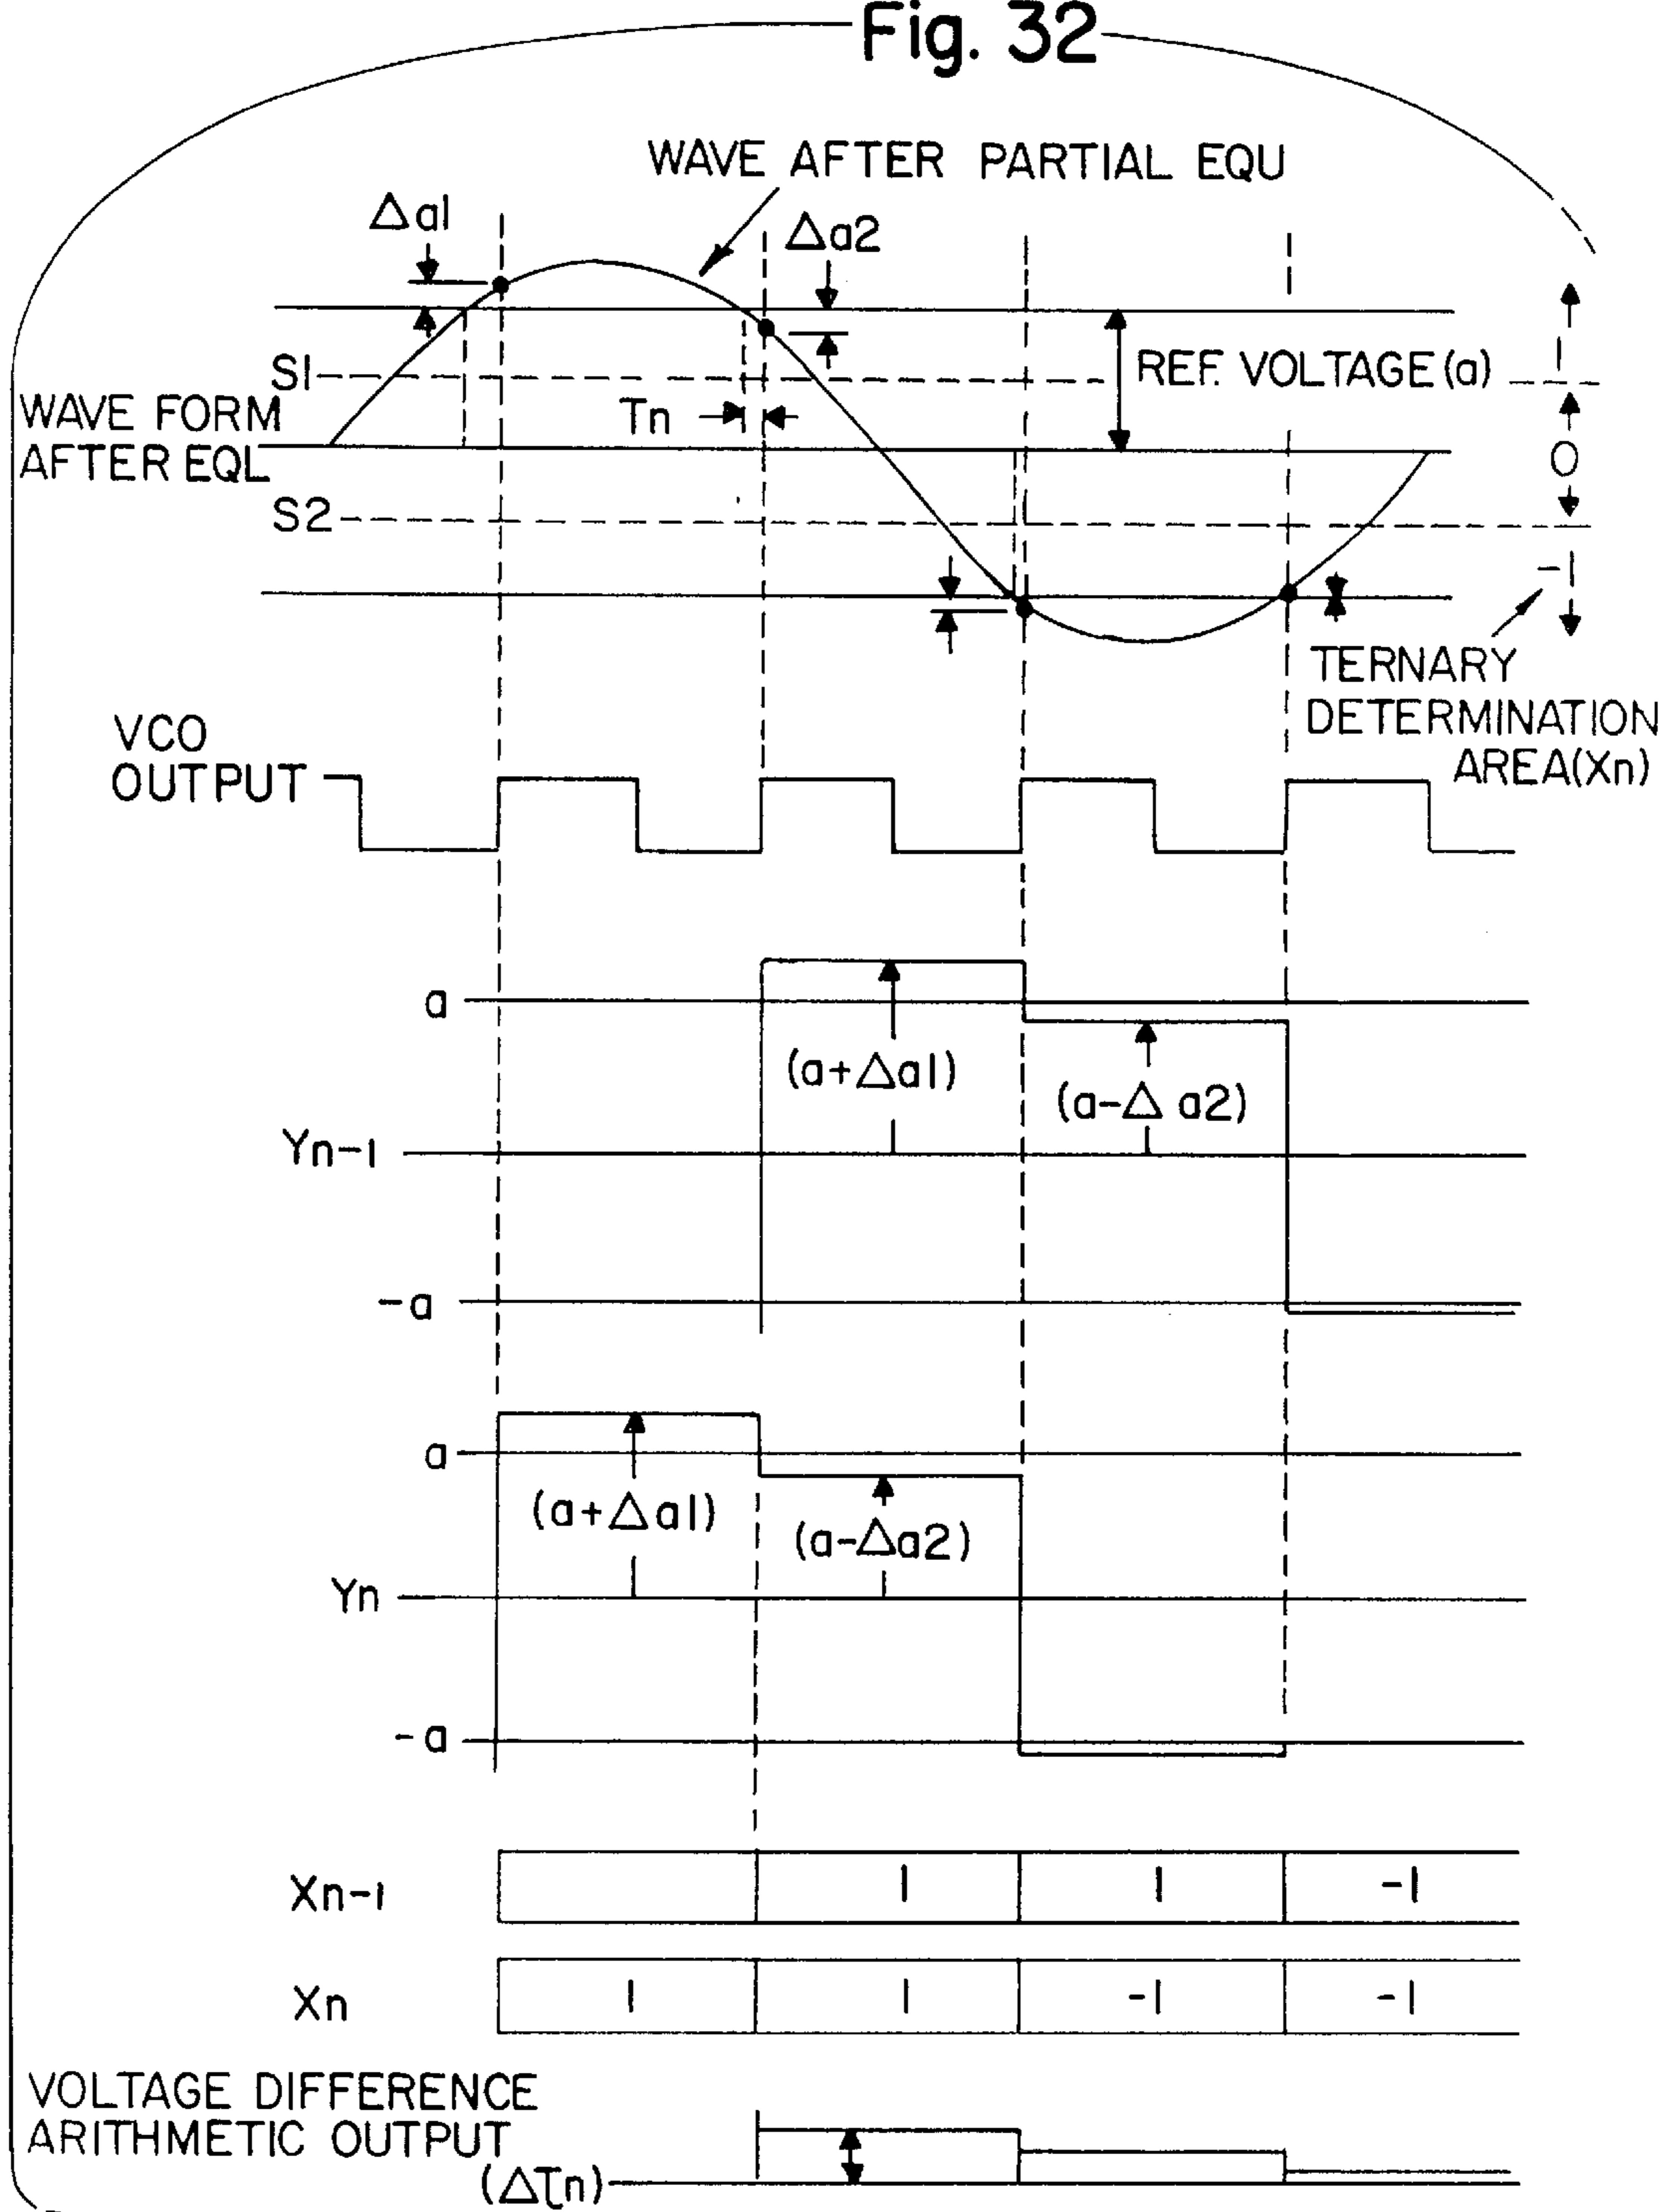 Fig. 32
WAVE AFTER PARTIAL EQU
Δa1
Δa2
S1
REF. VOLTAGE (a)
1
WAVE FORM
AFTER EQL
Tn
0
S2
-1
TERNARY
DETERMINATION
AREA(Xn)
VCO
OUTPUT
a
(a+Δa1)
(a-Δ a2)
Yn-1
-a
a
(a+Δa1)
(a-Δa2)
Yn
-a
Xn-1
1
1
-1
Xn
1
1
-1
-1
VOLTAGE DIFFERENCE
ARITHMETIC OUTPUT
(Δτn)